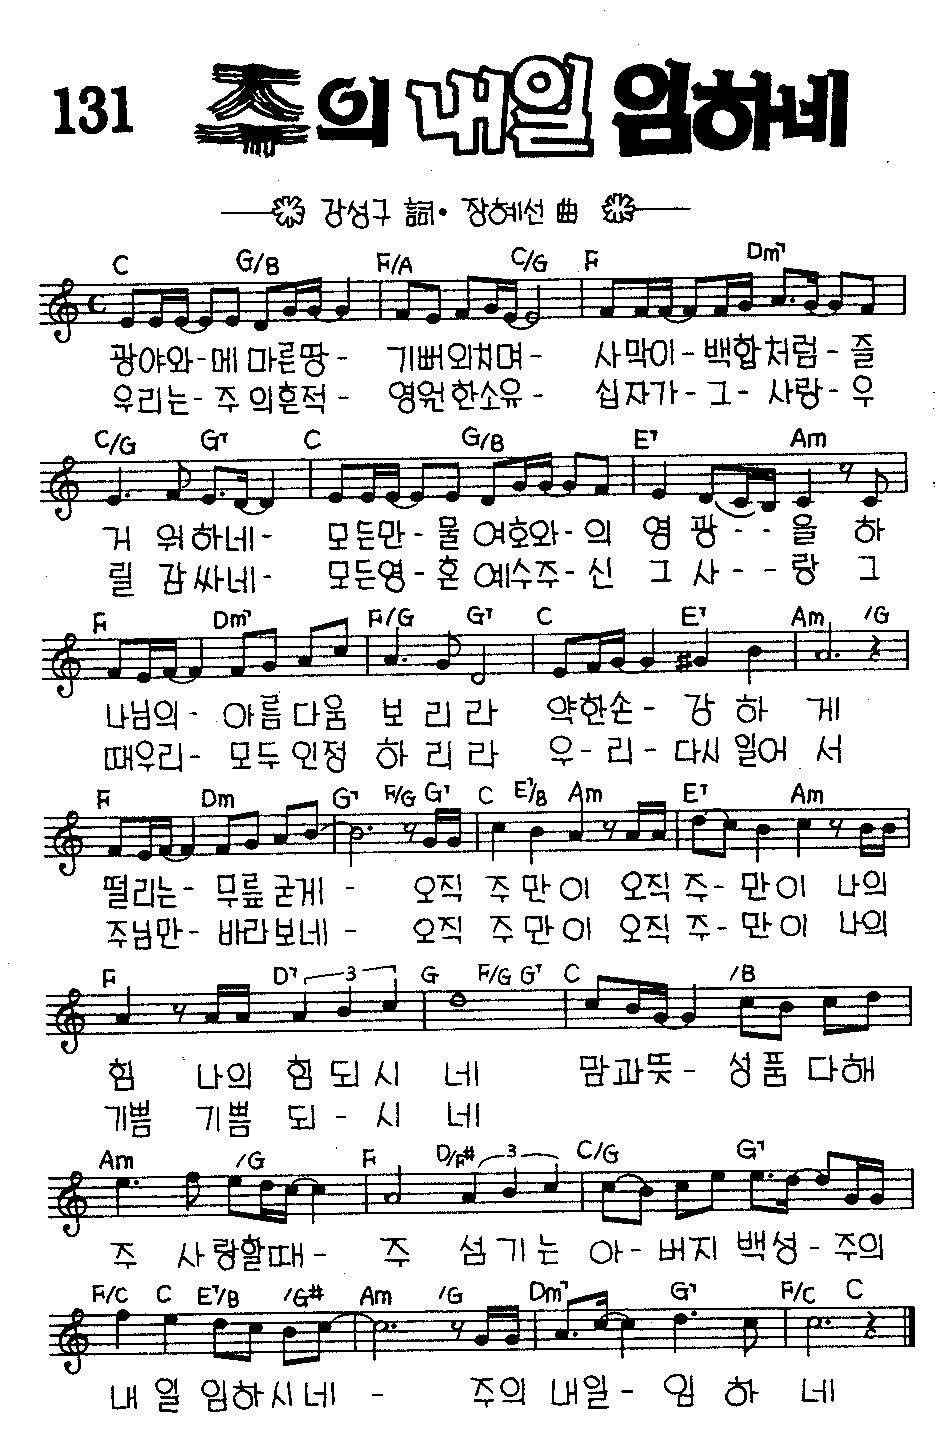 131 주의 내일 임하네
강성구 詞· 장혜선 曲
C G/B F/A C/G F Dm7
광야와-메 마른땅- 기뻐외치며- 사막이-백합처럼-즐
우리는-주 의흔적- 영원한소유- 십자가-그-사랑-우
C/G G7 C G/B E7 Am
거 워하네- 모든만-물 여호와-의 영 광--을 하
릴 감싸네- 모든영-혼 예수주-신 그 사--랑 그
F Dm7 F/G G7 C E7 Am /G
나님의- 아름다움 보 리 라 약한손- 강 하 게
때우리- 모두인정 하 리 라 우-리-다시일어 서
F Dm G7 F/G G7 C E7/B Am E7 Am
떨리는- 무릎굳게 - 오직 주만이 오직주-만이 나의
주님만- 바라보네 - 오직 주만이 오직주-만이 나의
F D7 3 G F/G G7 C /B
힘 나의 힘 되 시 네 맘과뜻- 성품 다해
기쁨 기쁨 되 - 시 네
Am /G F D/F# 3 C/G G7
주 사랑할때- 주 섬기는 아-버지 백성-주의
F/C C E7/B /G# Am /G Dm7 G7 F/C C
내 일 임하시네 - 주의 내일- 임 하 네